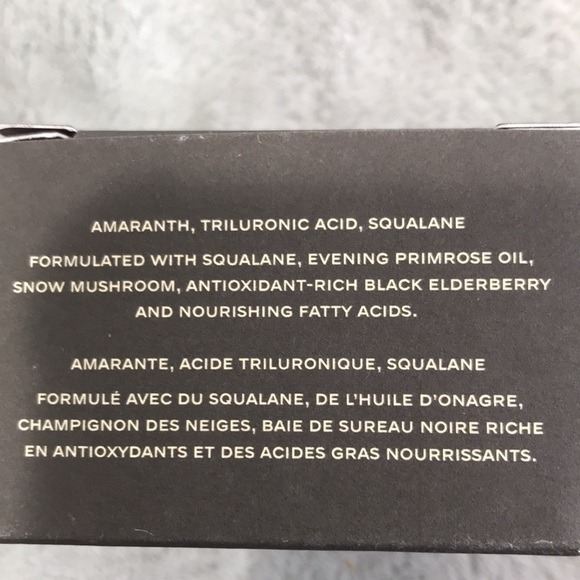 AMARANTH, TRILURONIC ACID, SQUALANE
FORMULATED WITH SQUALANE, EVENING PRIMROSE OIL,
SNOW MUSHROOM, ANTIOXIDANT-RICH BLACK ELDERBERRY
AND NOURISHING FATTY ACIDS.
AMARANTE, ACIDE TRILURONIQUE, SQUALANE
FORMULÉ AVEC DU SQUALANE, DE L'HUILE D'ONAGRE,
CHAMPIGNON DES NEIGES, BAIE DE SUREAU NOIRE RICHE
EN ANTIOXYDANTS ET DES ACIDES GRAS NOURRISSANTS.